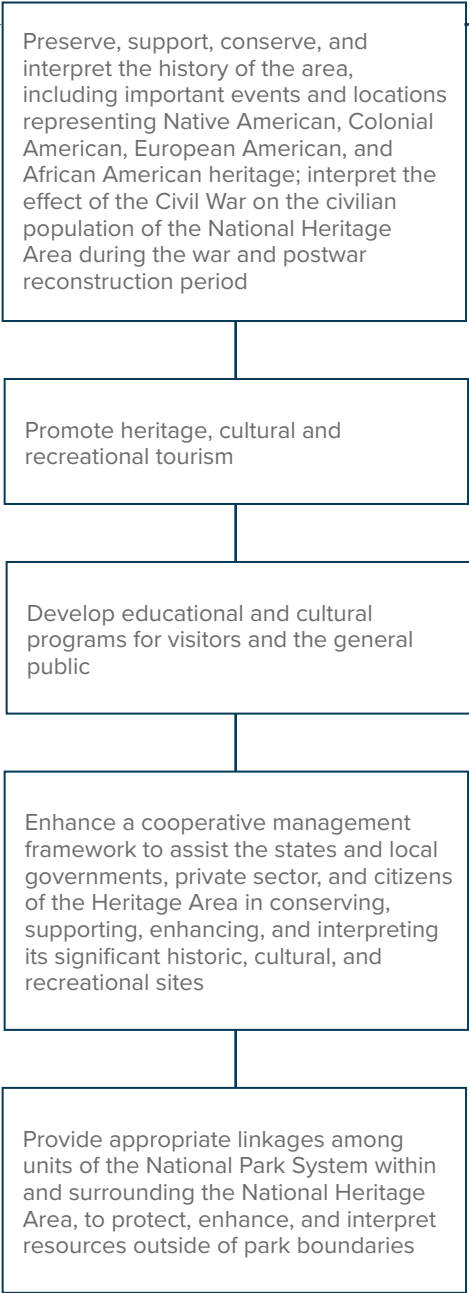 Preserve, support, conserve, and
interpret the history of the area,
including important events and locations
representing Native American, Colonial
American, European American, and
African American heritage; interpret the
effect of the Civil War on the civilian
population of the National Heritage
Area during the war and postwar
reconstruction period
Promote heritage, cultural and
recreational tourism
Develop educational and cultural
programs for visitors and the general
public
Enhance a cooperative management
framework to assist the states and local
governments, private sector, and citizens
of the Heritage Area in conserving,
supporting, enhancing, and interpreting
its significant historic, cultural, and
recreational sites
Provide appropriate linkages among
units of the National Park System within
and surrounding the National Heritage
Area, to protect, enhance, and interpret
resources outside of park boundaries